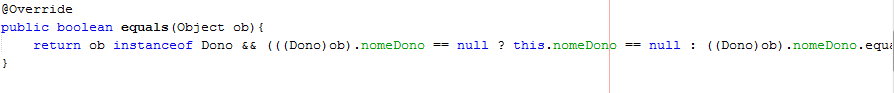 @Override
public boolean equals(Object ob){
return ob instanceof Dono && (((Dono)ob).nomeDono == null ? this.nomeDono == null : ((Dono)ob).nomeDono.equa
}